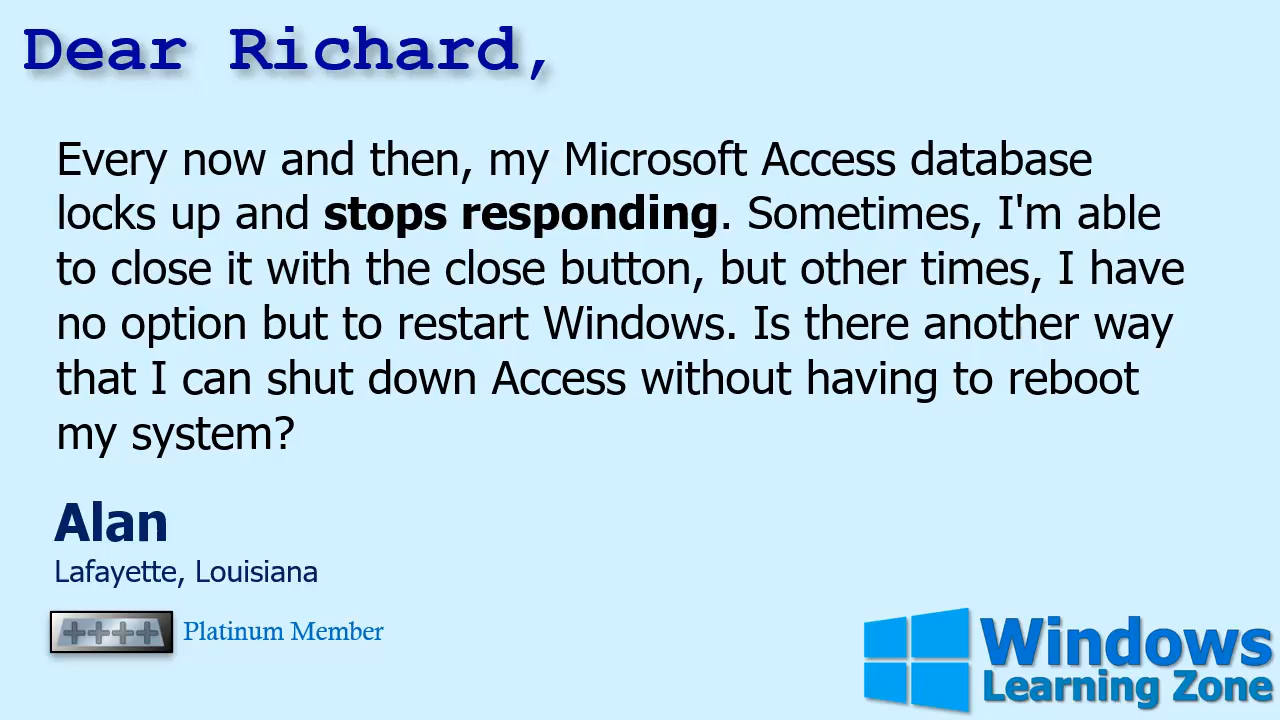 Dear Richard,
Every now and then, my Microsoft Access database
locks up and stops responding. Sometimes, I'm able
to close it with the close button, but other times, I have
no option but to restart Windows. Is there another way
that I can shut down Access without having to reboot
my system?
Alan
Lafayette, Louisiana
++++ Platinum Member
Windows
Learning Zone